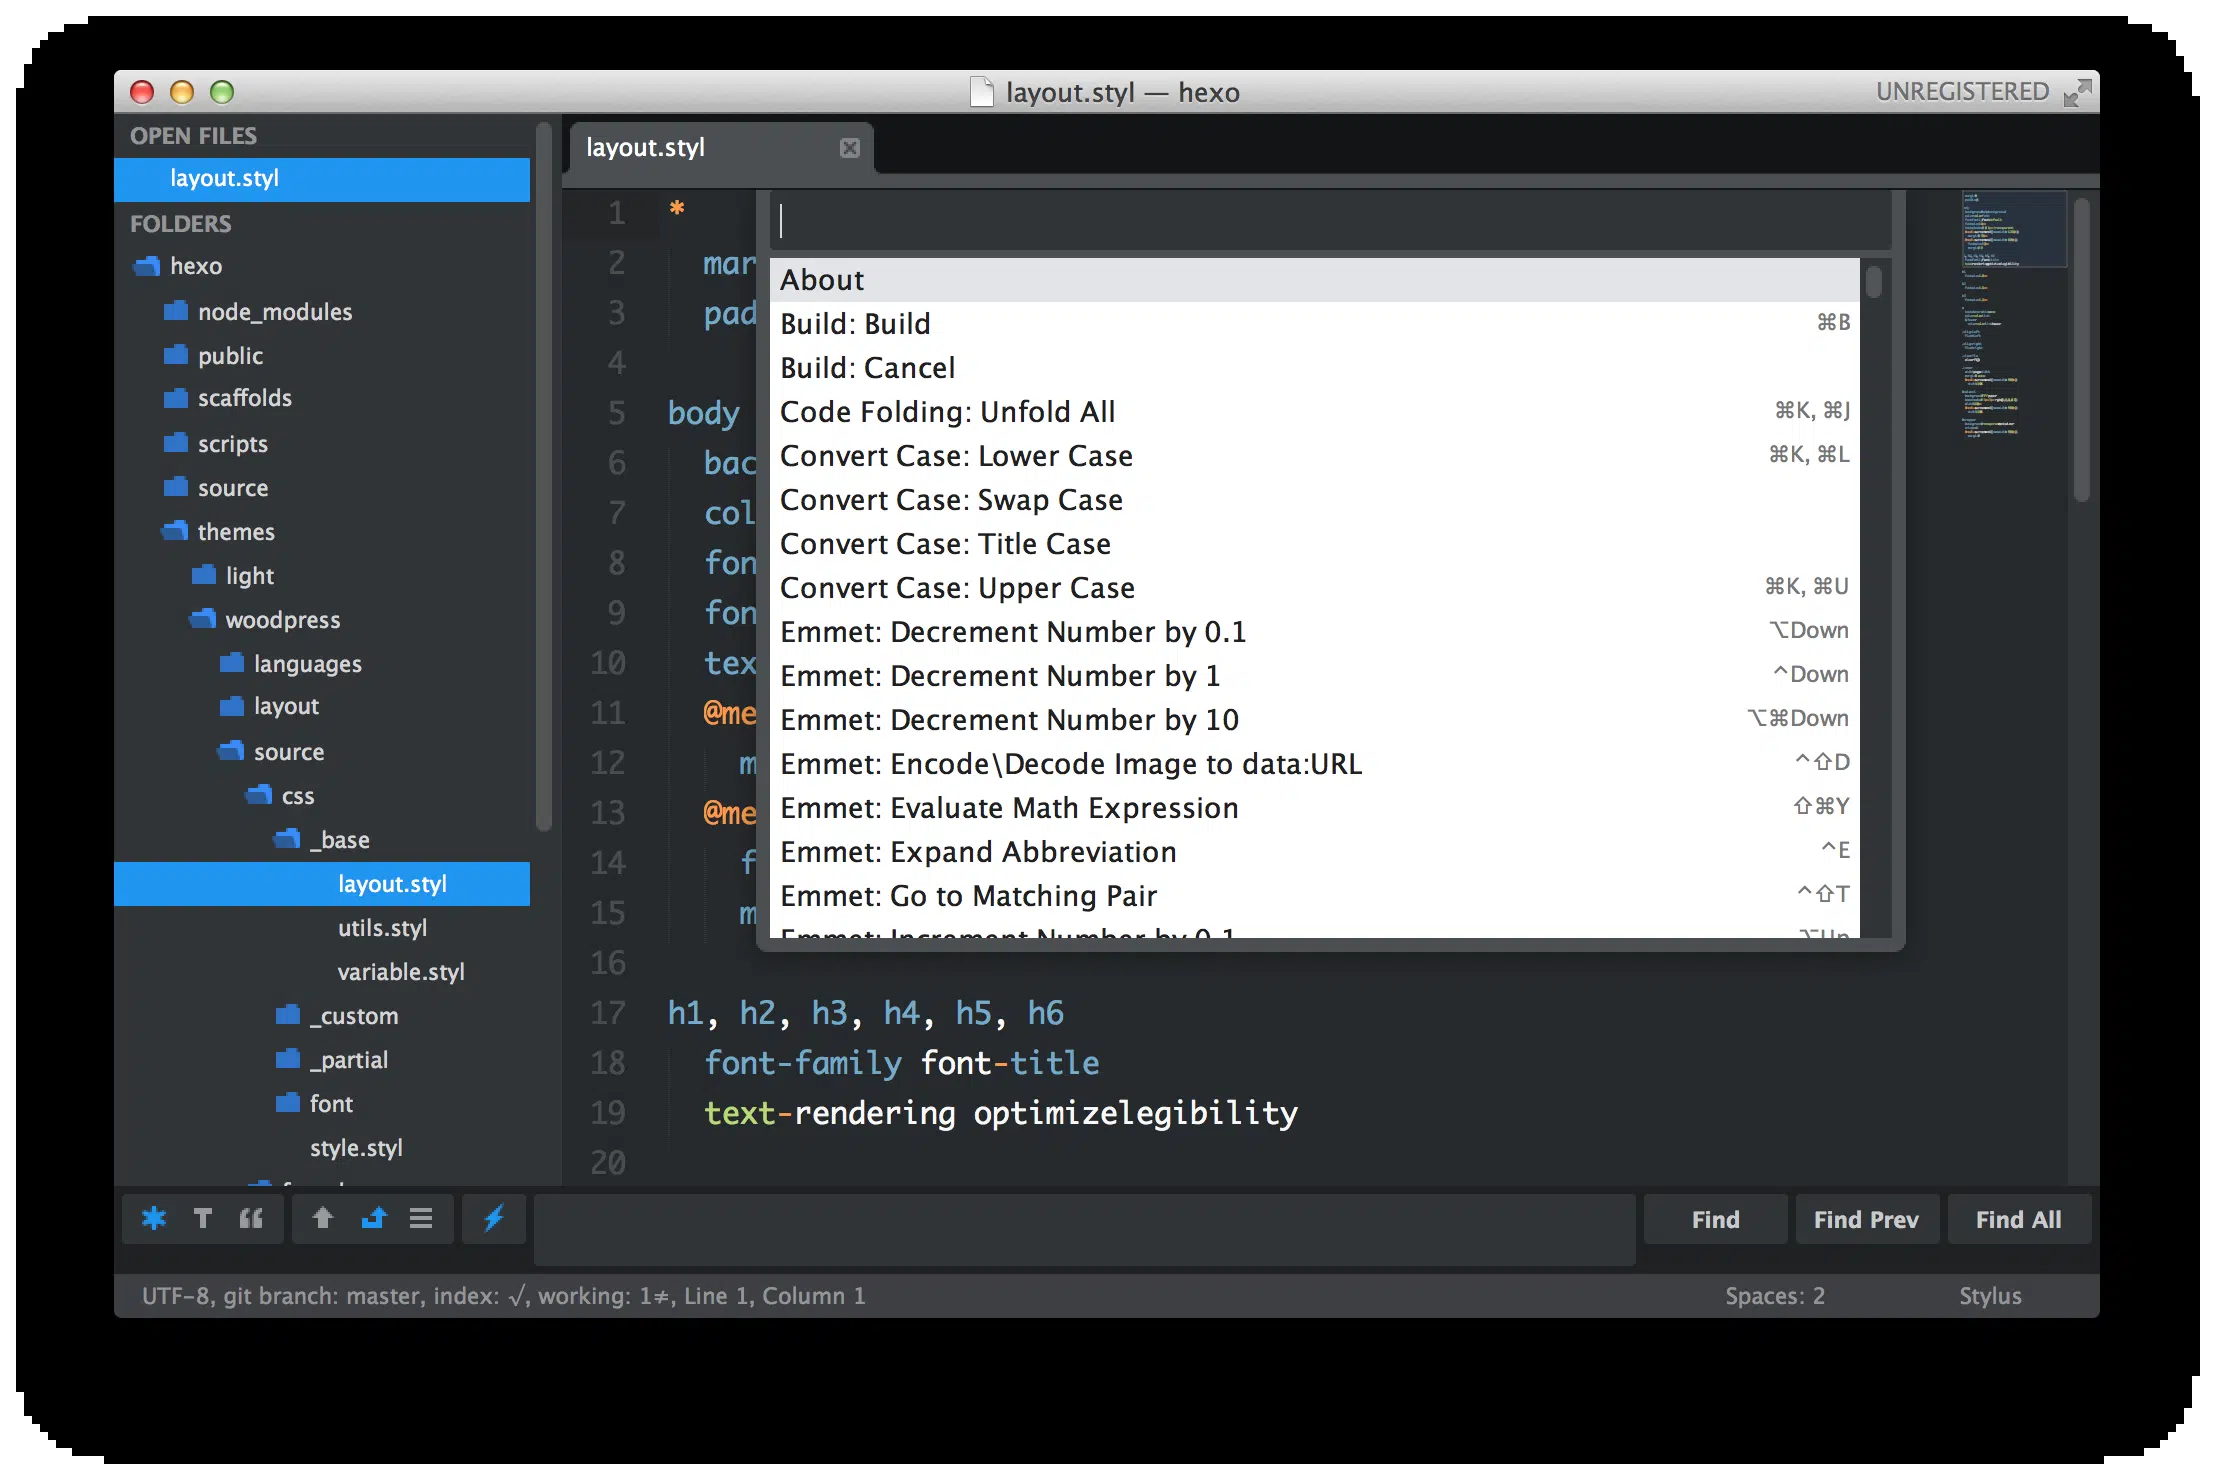 layout.styl — hexo
UNREGISTERED
OPEN FILES
layout.styl
FOLDERS
hexo
node_modules
public
scaffolds
scripts
source
themes
light
woodpress
languages
layout
source
css
_base
layout.styl
utils.styl
variable.styl
_custom
_partial
font
style.styl
layout.styl
1 *
2 mar
3 pad
4
5 body
6 bac
7 col
8 fon
9 fon
10 tex
11 @me
12 m
13 @me
14 f
15 m
16
17 h1, h2, h3, h4, h5, h6
18 font-family font-title
19 text-rendering optimizelegibility
20
About
Build: Build ⌘B
Build: Cancel
Code Folding: Unfold All ⌘K, ⌘J
Convert Case: Lower Case ⌘K, ⌘L
Convert Case: Swap Case
Convert Case: Title Case
Convert Case: Upper Case ⌘K, ⌘U
Emmet: Decrement Number by 0.1 ⌥Down
Emmet: Decrement Number by 1 ^Down
Emmet: Decrement Number by 10 ⌥⌘Down
Emmet: Encode\Decode Image to data:URL ^⇧D
Emmet: Evaluate Math Expression ⇧⌘Y
Emmet: Expand Abbreviation ^E
Emmet: Go to Matching Pair ^⇧T
Emmet: Increment Number by 0.1 ⌥Up
Find
Find Prev
Find All
UTF-8, git branch: master, index: √, working: 1≠, Line 1, Column 1
Spaces: 2
Stylus